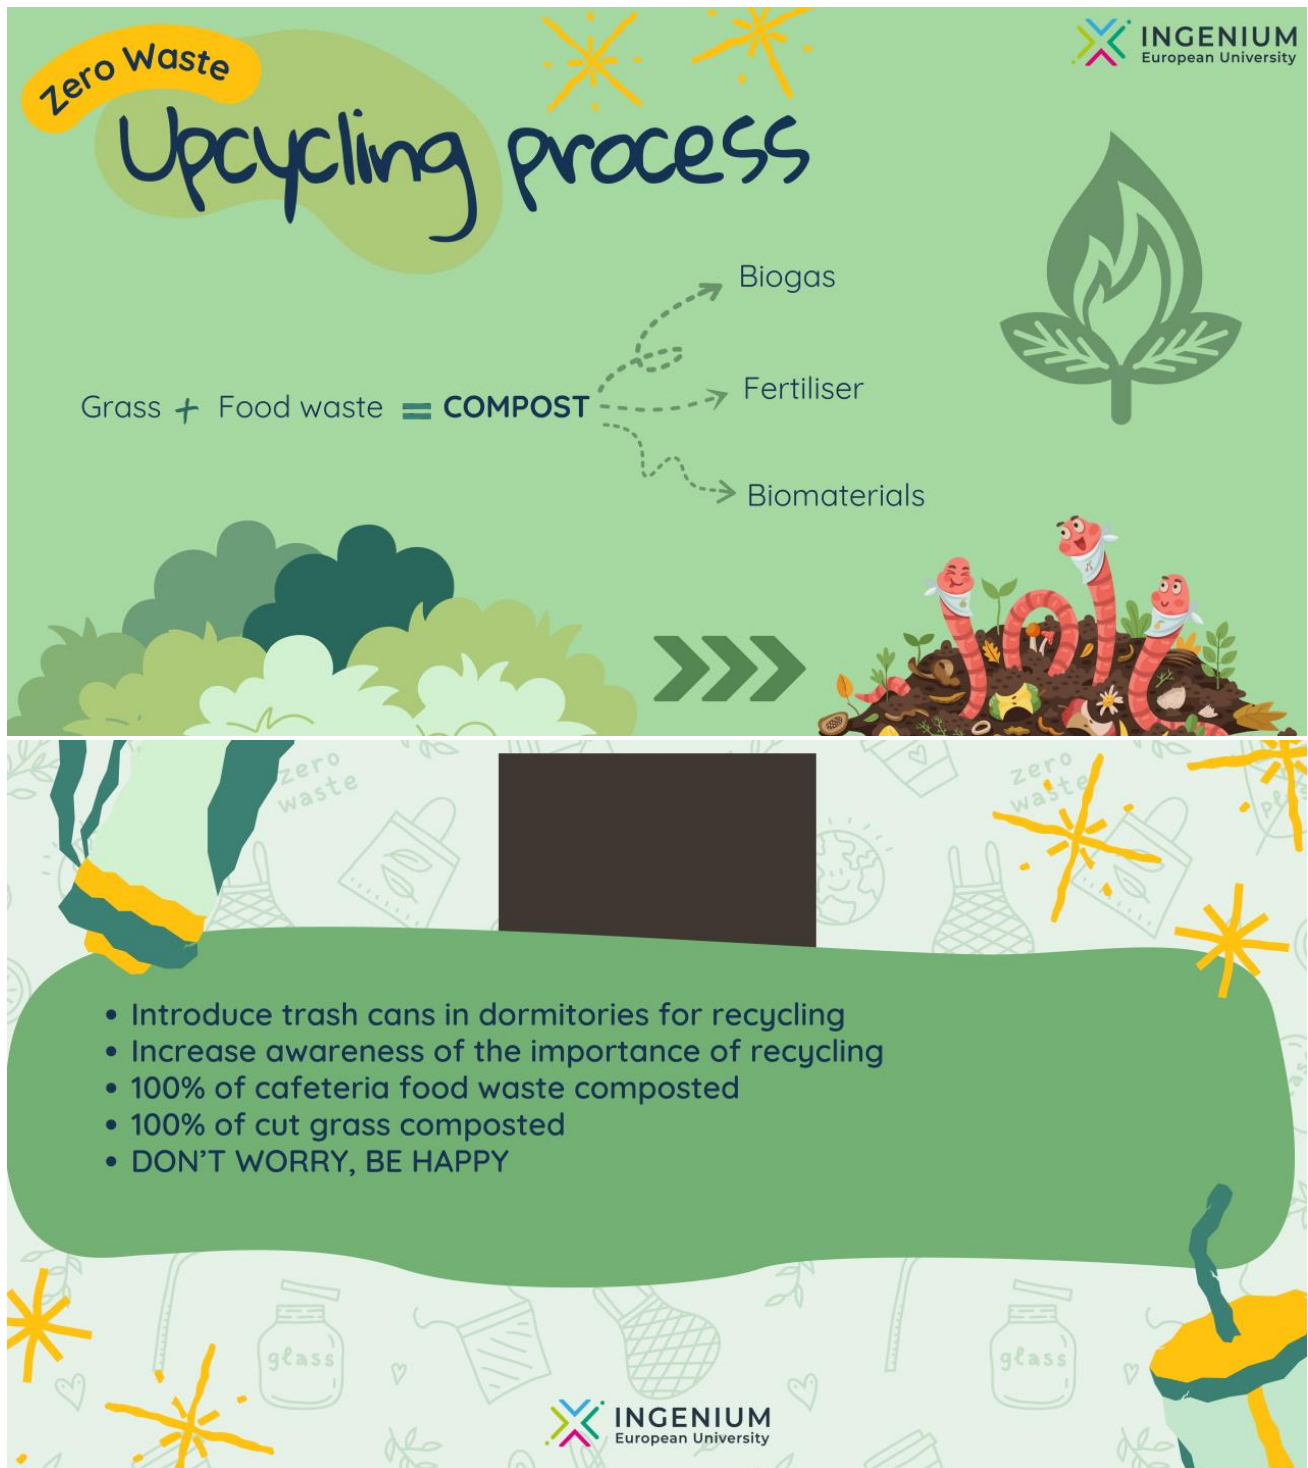 Zero Waste
INGENIUM
European University
Upcycling process
Biogas
Fertiliser
Grass + Food waste = COMPOST
Biomaterials
zero
waste
zero
waste
• Introduce trash cans in dormitories for recycling
• Increase awareness of the importance of recycling
• 100% of cafeteria food waste composted
• 100% of cut grass composted
• DON'T WORRY, BE HAPPY
glass
glass
INGENIUM
European University